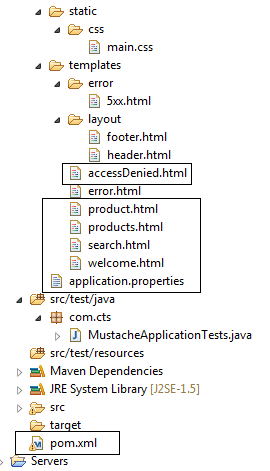 static
css
main.css
templates
error
5xx.html
layout
footer.html
header.html
accessDenied.html
error.html
product.html
products.html
search.html
welcome.html
application.properties
src/test/java
com.cts
MustacheApplicationTests.java
src/test/resources
Maven Dependencies
JRE System Library [J2SE-1.5]
src
target
pom.xml
Servers